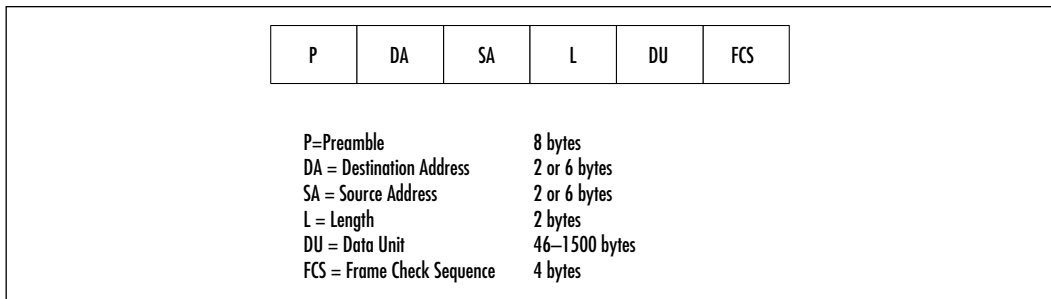 P DA SA L DU FCS
P=Preamble 8 bytes
DA = Destination Address 2 or 6 bytes
SA = Source Address 2 or 6 bytes
L = Length 2 bytes
DU = Data Unit 46–1500 bytes
FCS = Frame Check Sequence 4 bytes